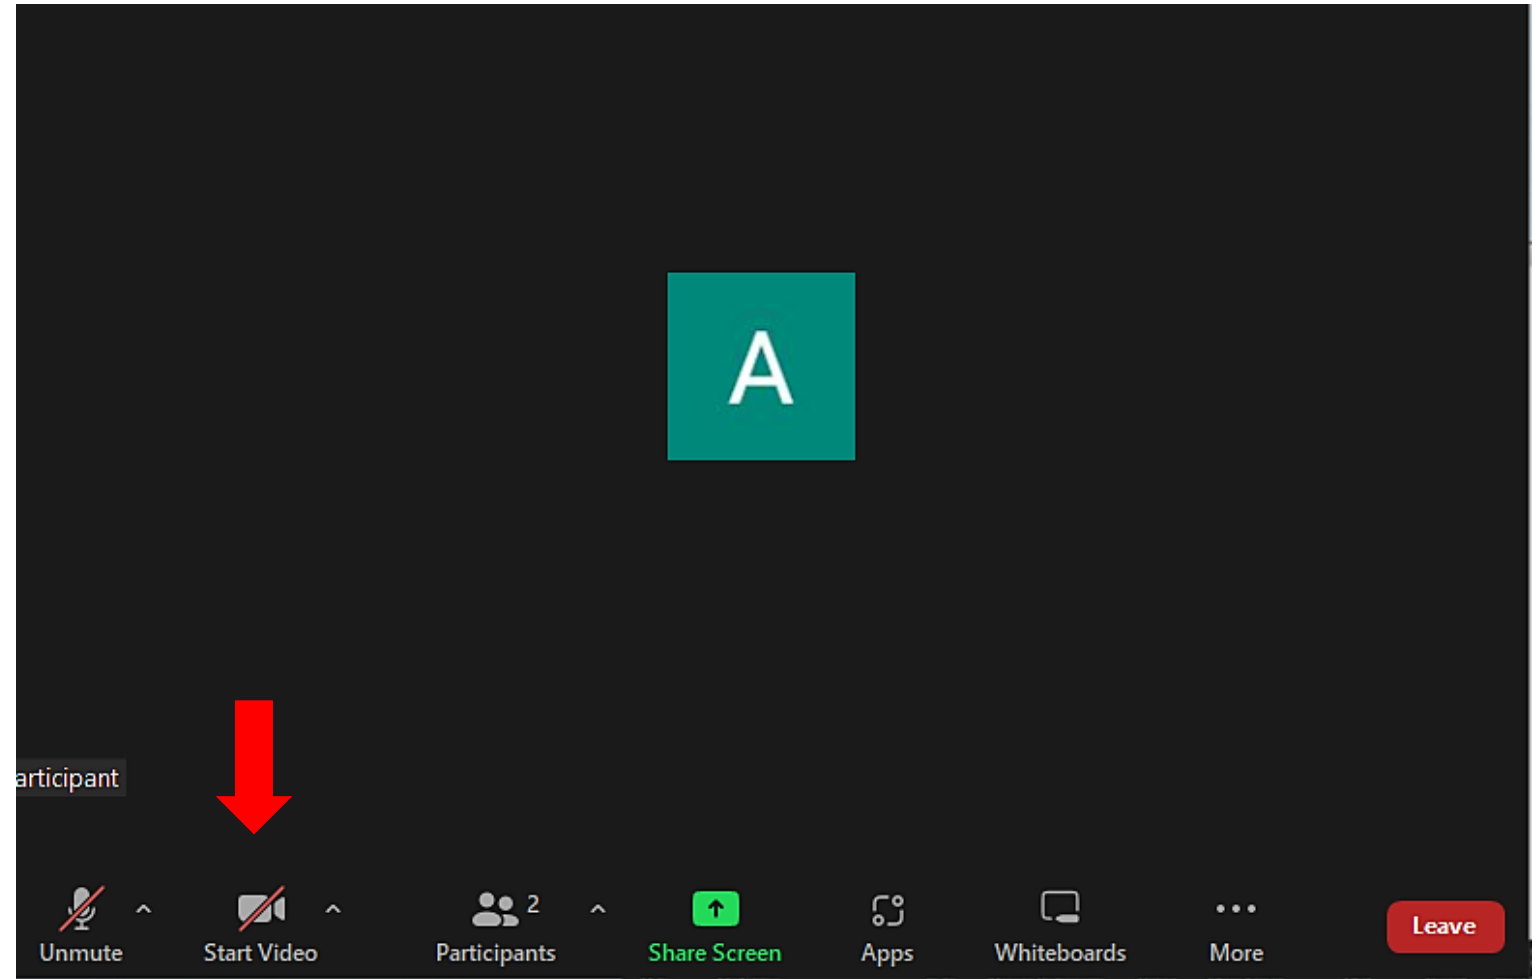 A
articipant
2
Unmute
Start Video
Participants
Share Screen
Apps
Whiteboards
More
Leave